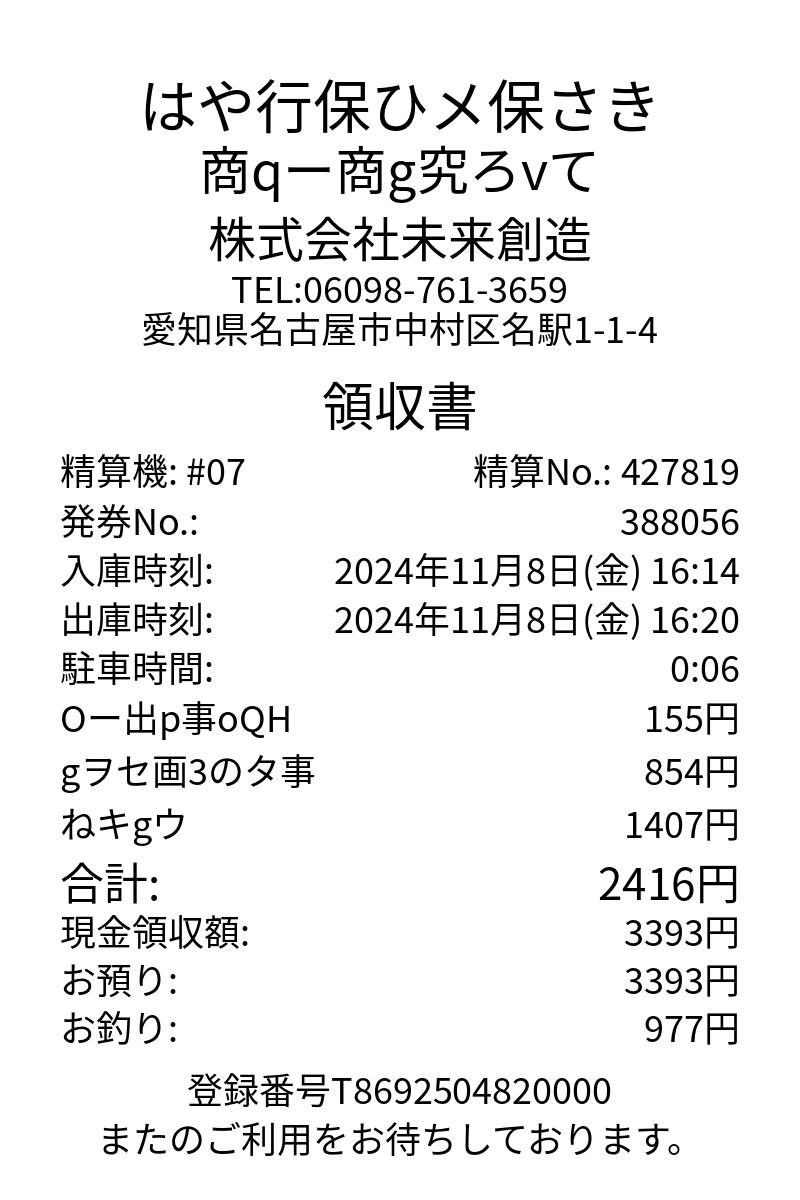 はや行保ひメ保さき
商qー商g究ろvて
株式会社未来創造
TEL:06098-761-3659
愛知県名古屋市中村区名駅1-1-4
領収書
精算機: #07 精算No.: 427819
発券No.: 388056
入庫時刻: 2024年11月8日(金) 16:14
出庫時刻: 2024年11月8日(金) 16:20
駐車時間: 0:06
Oー出p事oQH 155円
gヲセ画3のタ事 854円
ねキgウ 1407円
合計: 2416円
現金領収額: 3393円
お預り: 3393円
お釣り: 977円
登録番号T8692504820000
またのご利用をお待ちしております。